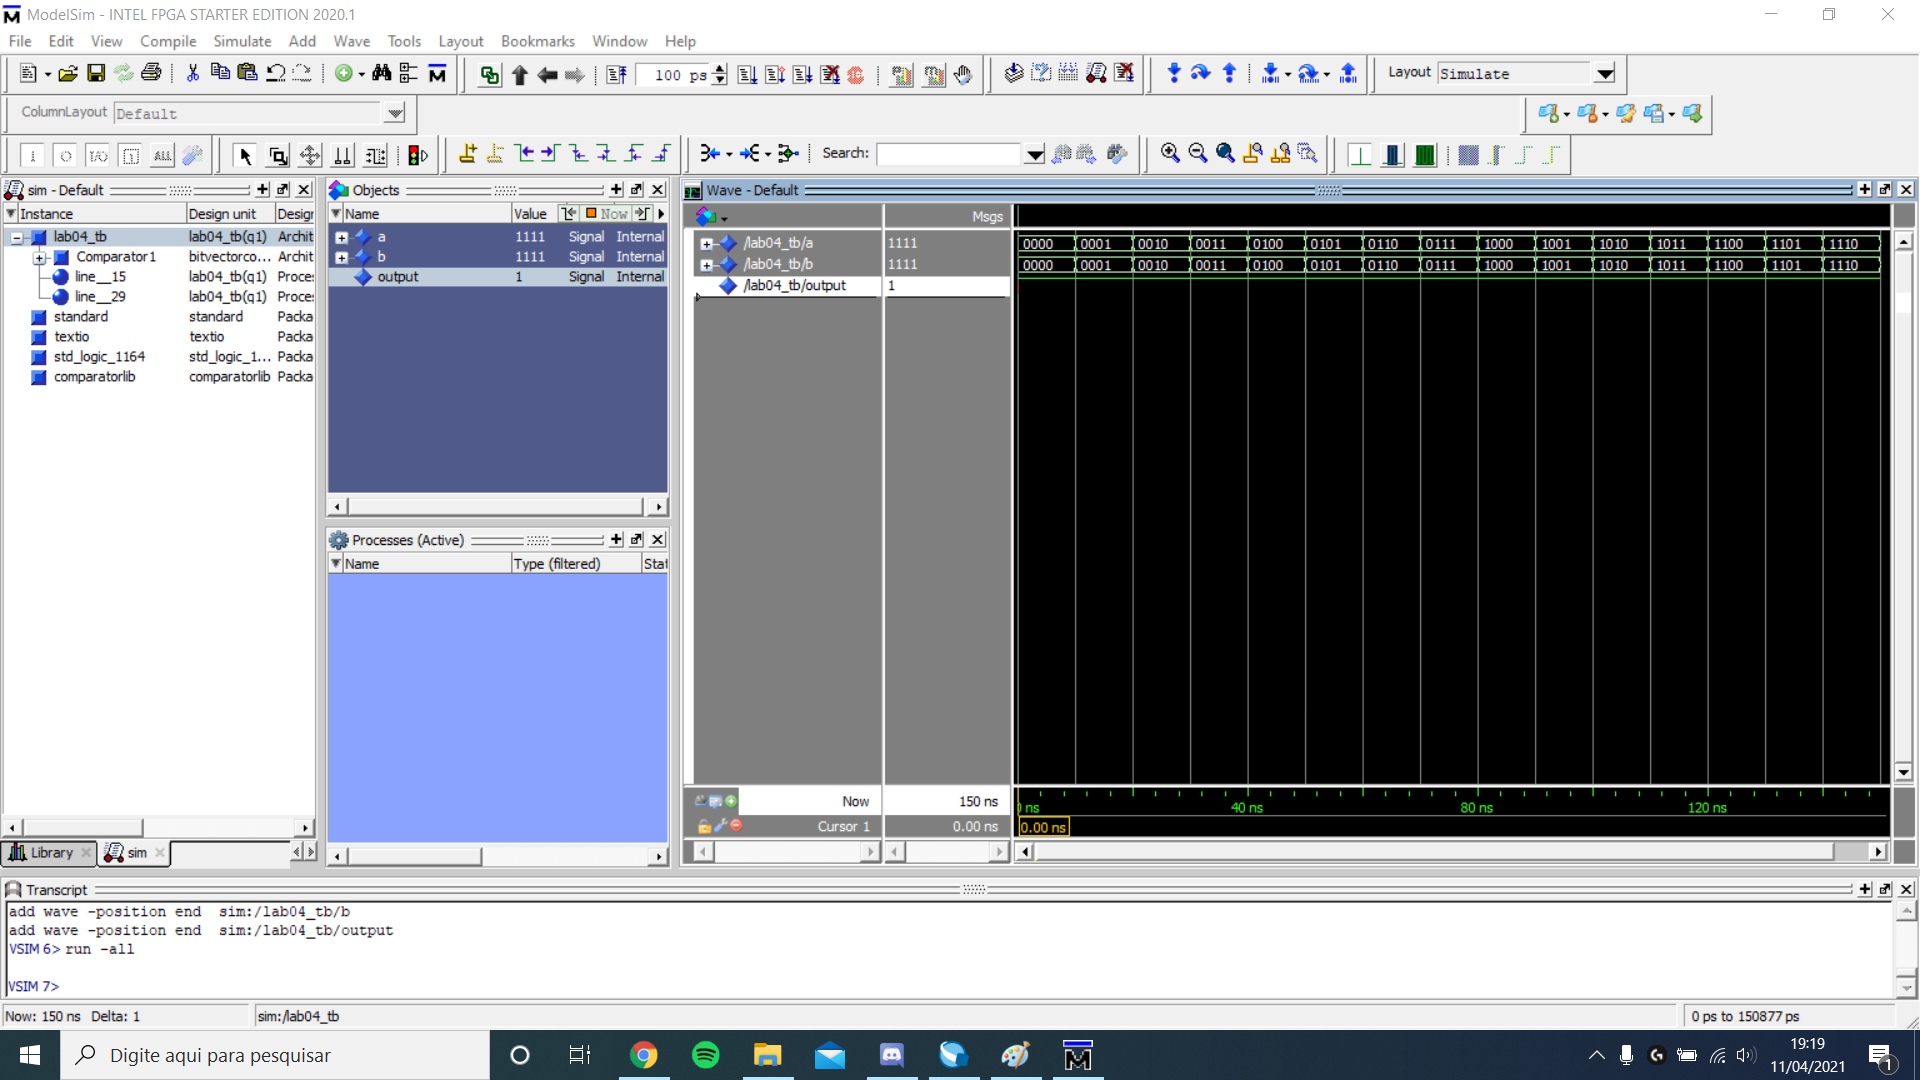 ModelSim - INTEL FPGA STARTER EDITION 2020.1
File Edit View Compile Simulate Add Wave Tools Layout Bookmarks Window Help
100 ps
Layout Simulate
ColumnLayout Default
ALL
Search:
sim - Default
Instance Design unit Design
lab04_tb lab04_tb(q1) Archit
Comparator1 bitvectorco... Archit
line__15 lab04_tb(q1) Proce
line__29 lab04_tb(q1) Proce
standard standard Packa
textio textio Packa
std_logic_1164 std_logic_1... Packa
comparatorlib comparatorlib Packa
Library sim
Objects
Name Value Now
a 1111 Signal Internal
b 1111 Signal Internal
output 1 Signal Internal
Processes (Active)
Name Type (filtered) Stat
Wave - Default
Msgs
/lab04_tb/a 1111 0000 0001 0010 0011 0100 0101 0110 0111 1000 1001 1010 1011 1100 1101 1110
/lab04_tb/b 1111 0000 0001 0010 0011 0100 0101 0110 0111 1000 1001 1010 1011 1100 1101 1110
/lab04_tb/output 1
Now 150 ns ns 40 ns 80 ns 120 ns
Cursor 1 0.00 ns 0.00 ns
Transcript
add wave -position end sim:/lab04_tb/b
add wave -position end sim:/lab04_tb/output
VSIM 6> run -all
VSIM 7>
Now: 150 ns Delta: 1 sim:/lab04_tb 0 ps to 150877 ps
Digite aqui para pesquisar
19:19
11/04/2021
1